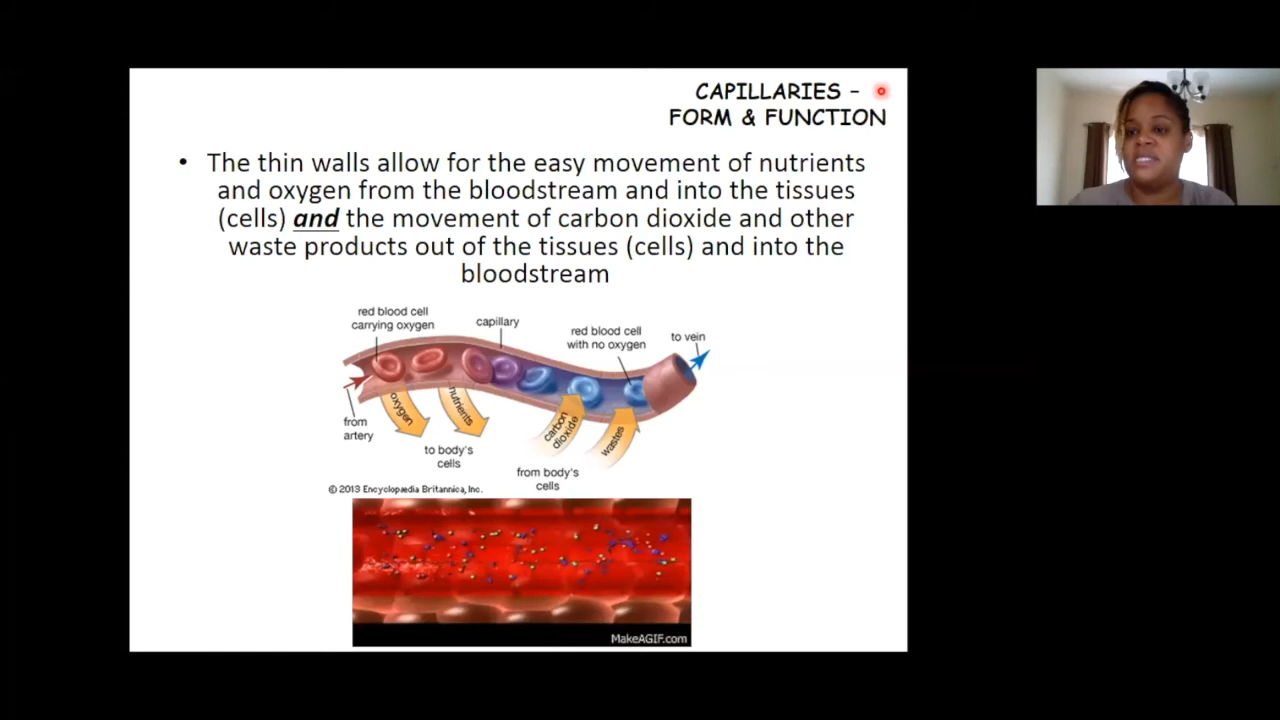 CAPILLARIES –
FORM & FUNCTION
• The thin walls allow for the easy movement of nutrients
and oxygen from the bloodstream and into the tissues
(cells) and the movement of carbon dioxide and other
waste products out of the tissues (cells) and into the
bloodstream
red blood cell
carrying oxygen
capillary
red blood cell
with no oxygen
to vein
from
artery
oxygen
nutrients
to body's
cells
carbon
dioxide
wastes
from body's
cells
© 2013 Encyclopædia Britannica, Inc.
MakeAGIF.com